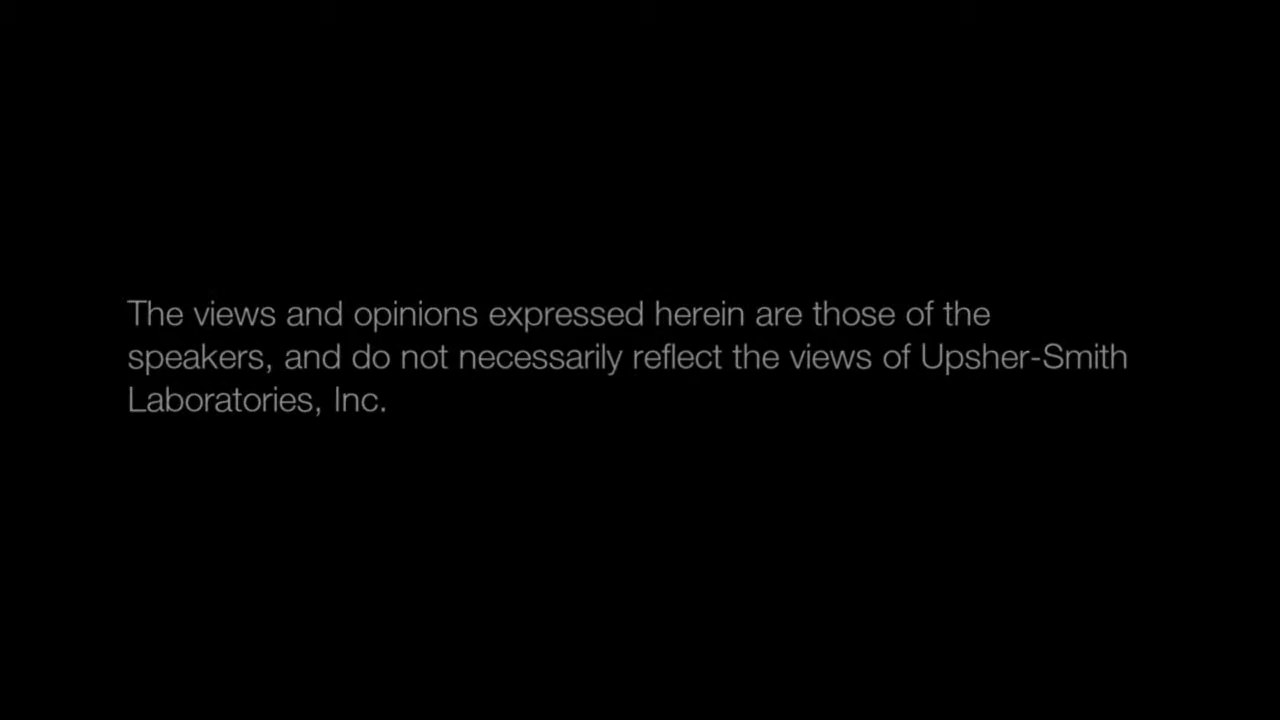 The views and opinions expressed herein are those of the
speakers, and do not necessarily reflect the views of Upsher-Smith
Laboratories, Inc.